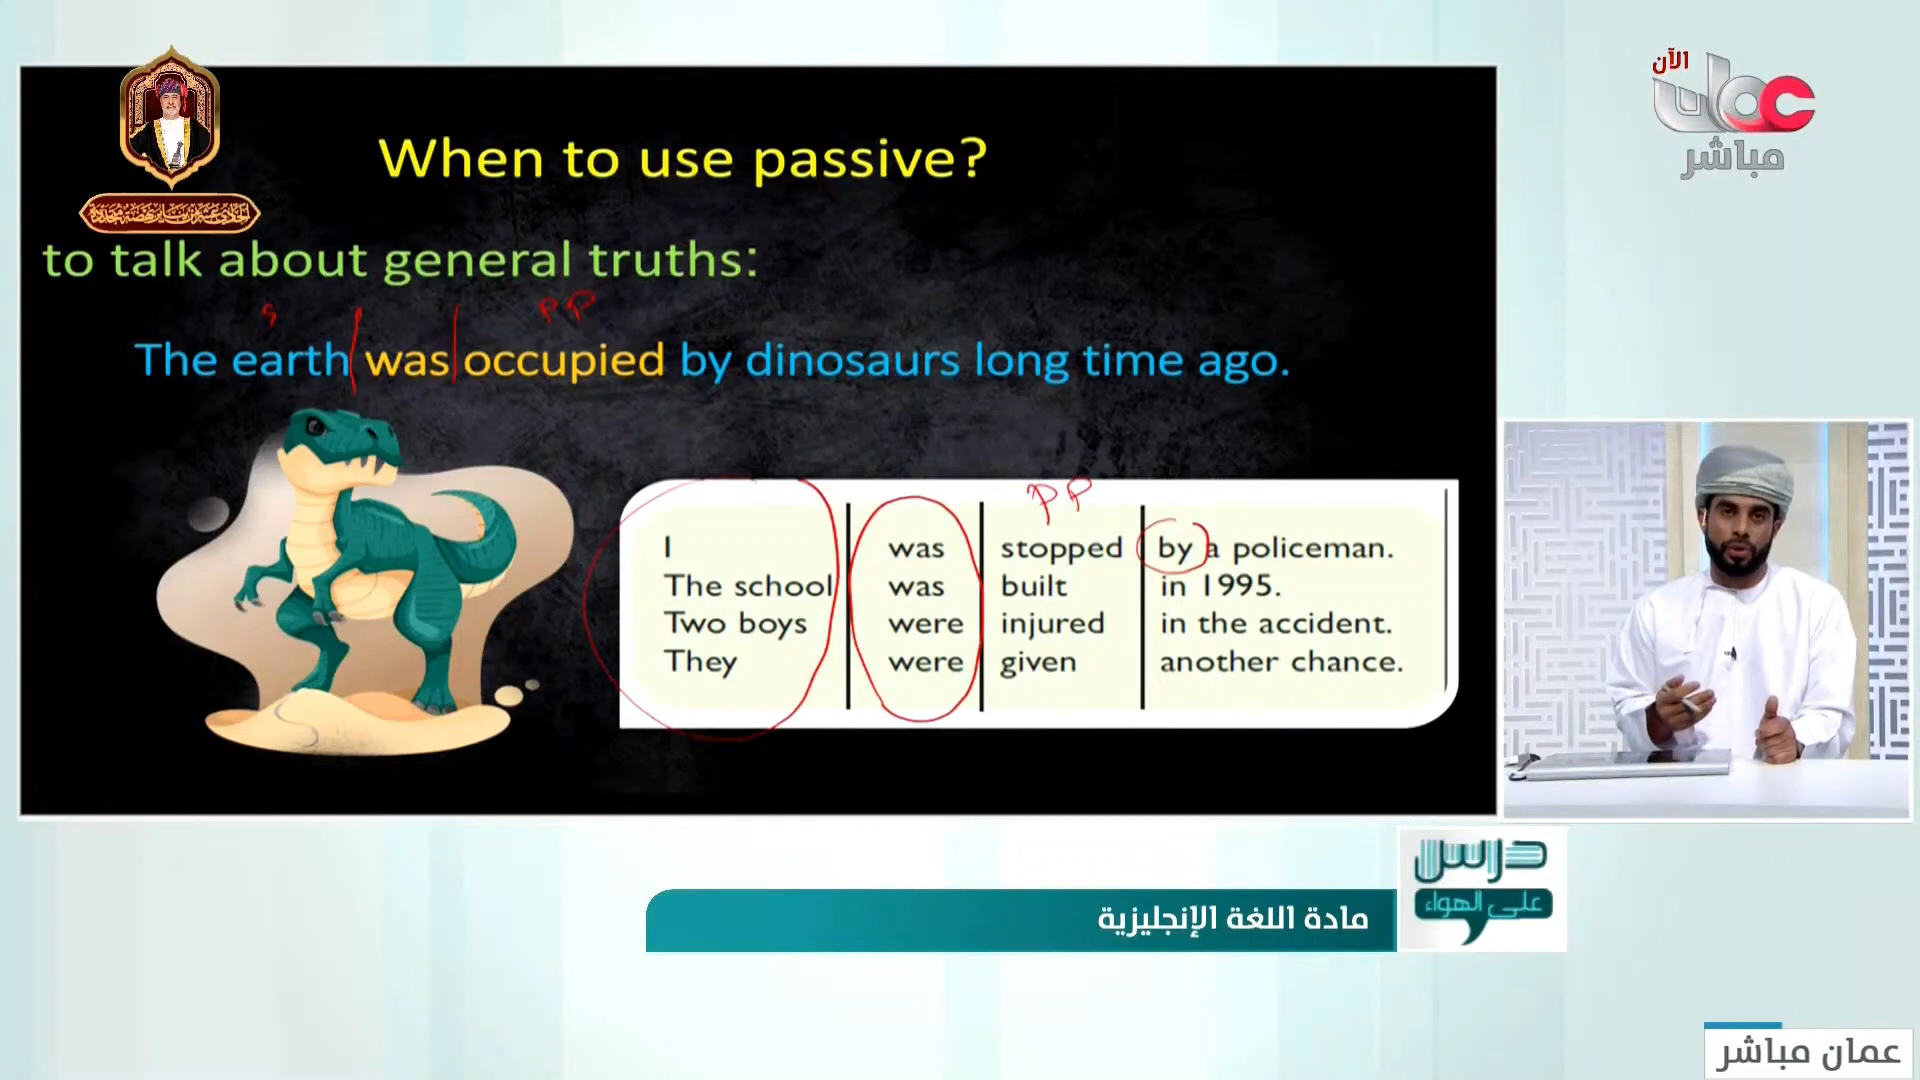 When to use passive?
to talk about general truths:
s
PP
The earth was occupied by dinosaurs long time ago.
PP
I was stopped by a policeman.
The school was built in 1995.
Two boys were injured in the accident.
They were given another chance.
الآن
عمان
مباشر
درس
على الهواء
مادة اللغة الإنجليزية
عمان مباشر